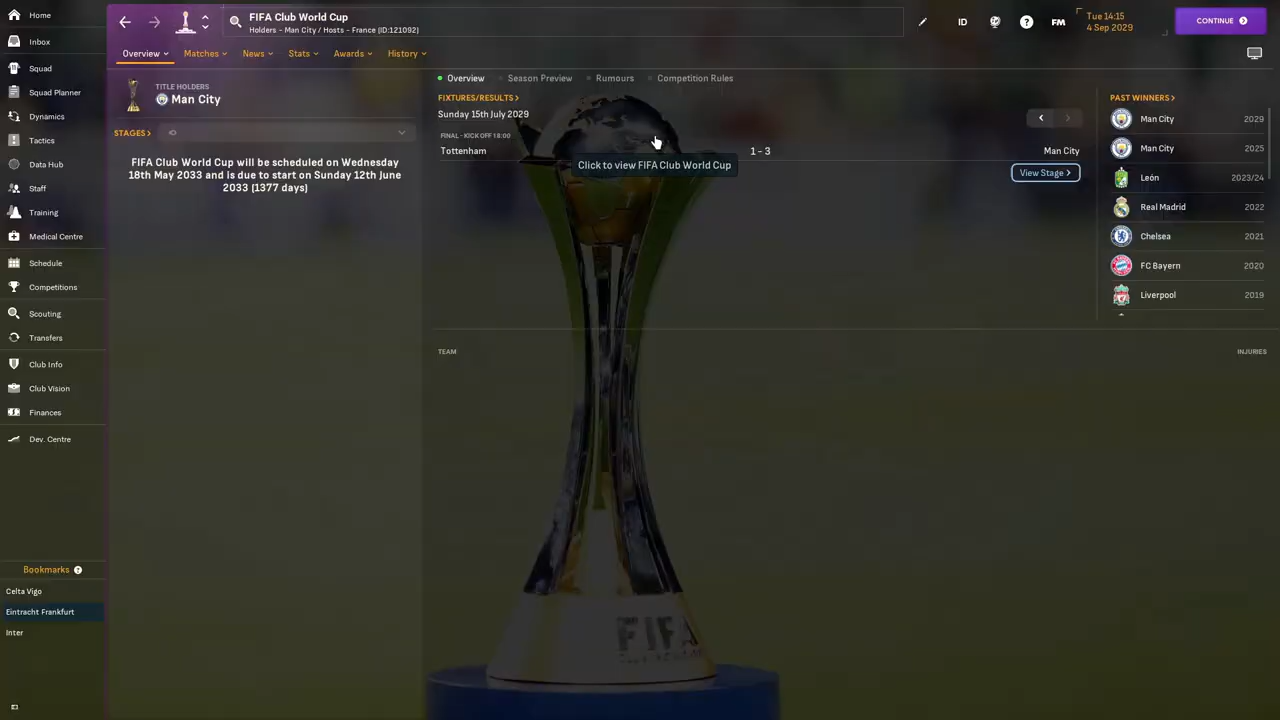 Home
Inbox
Squad
Squad Planner
Dynamics
Tactics
Data Hub
Staff
Training
Medical Centre
Schedule
Competitions
Scouting
Transfers
Club Info
Club Vision
Finances
Dev. Centre
Bookmarks ?
Celta Vigo
Eintracht Frankfurt
Inter
FIFA Club World Cup
Holders - Man City / Hosts - France [ID:121092]
ID
?
FM
Tue 14:15
4 Sep 2029
CONTINUE
Overview
Matches
News
Stats
Awards
History
TITLE HOLDERS
Man City
STAGES >
FIFA Club World Cup will be scheduled on Wednesday
18th May 2033 and is due to start on Sunday 12th June
2033 (1377 days)
Overview
Season Preview
Rumours
Competition Rules
FIXTURES/RESULTS >
Sunday 15th July 2029
FINAL - KICK OFF 18:00
Tottenham 1 - 3 Man City
Click to view FIFA Club World Cup
View Stage >
TEAM
INJURIES
PAST WINNERS >
Man City 2029
Man City 2025
León 2023/24
Real Madrid 2022
Chelsea 2021
FC Bayern 2020
Liverpool 2019
FIFA